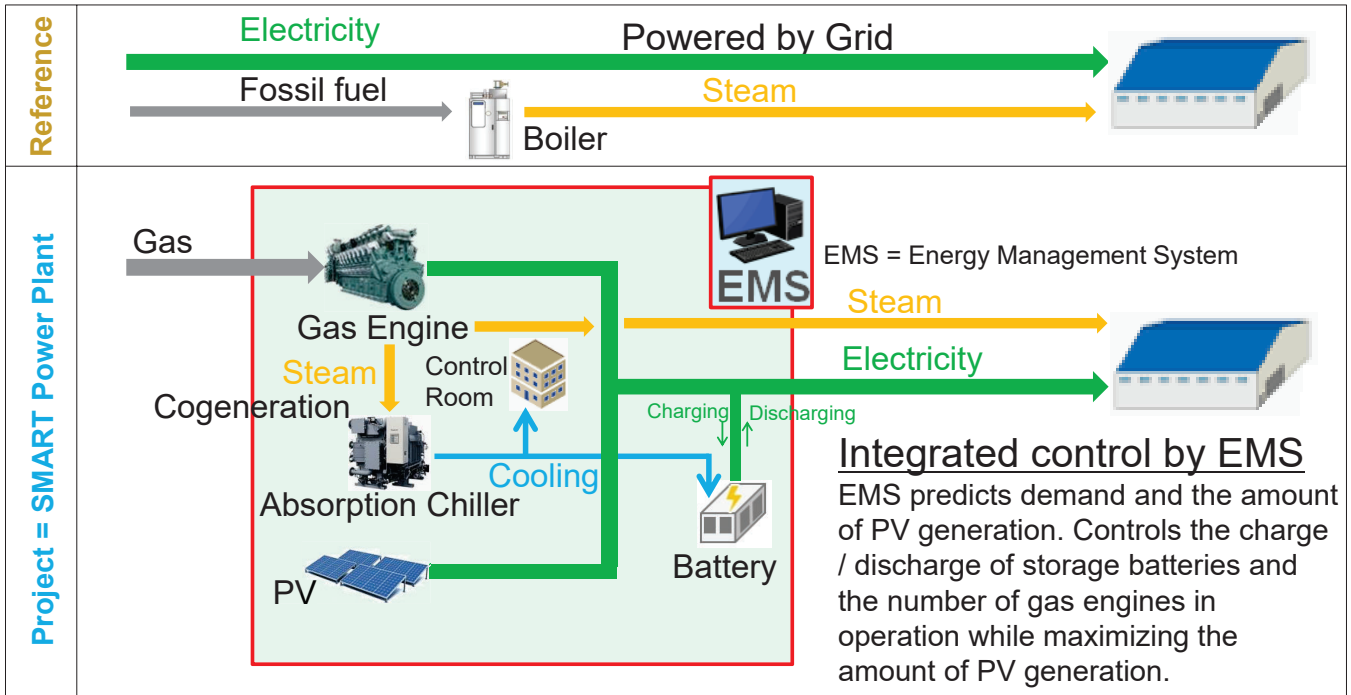 Reference
Electricity
Powered by Grid
Fossil fuel
Steam
Boiler
Project = SMART Power Plant
Gas
EMS
EMS = Energy Management System
Steam
Gas Engine
Steam
Control
Room
Electricity
Cogeneration
Charging
Discharging
Cooling
Absorption Chiller
Battery
PV
Integrated control by EMS
EMS predicts demand and the amount
of PV generation. Controls the charge
/ discharge of storage batteries and
the number of gas engines in
operation while maximizing the
amount of PV generation.